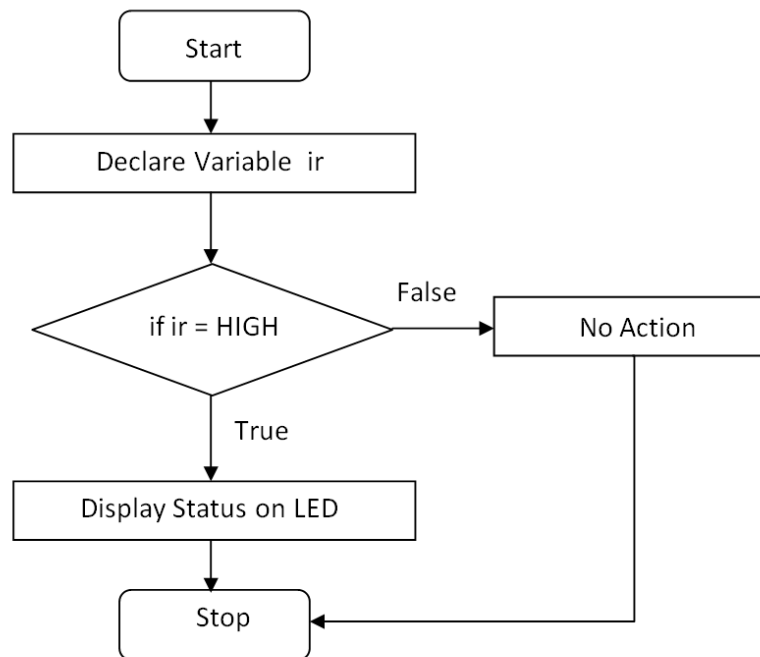 Start
Declare Variable ir
if ir = HIGH
False
No Action
True
Display Status on LED
Stop